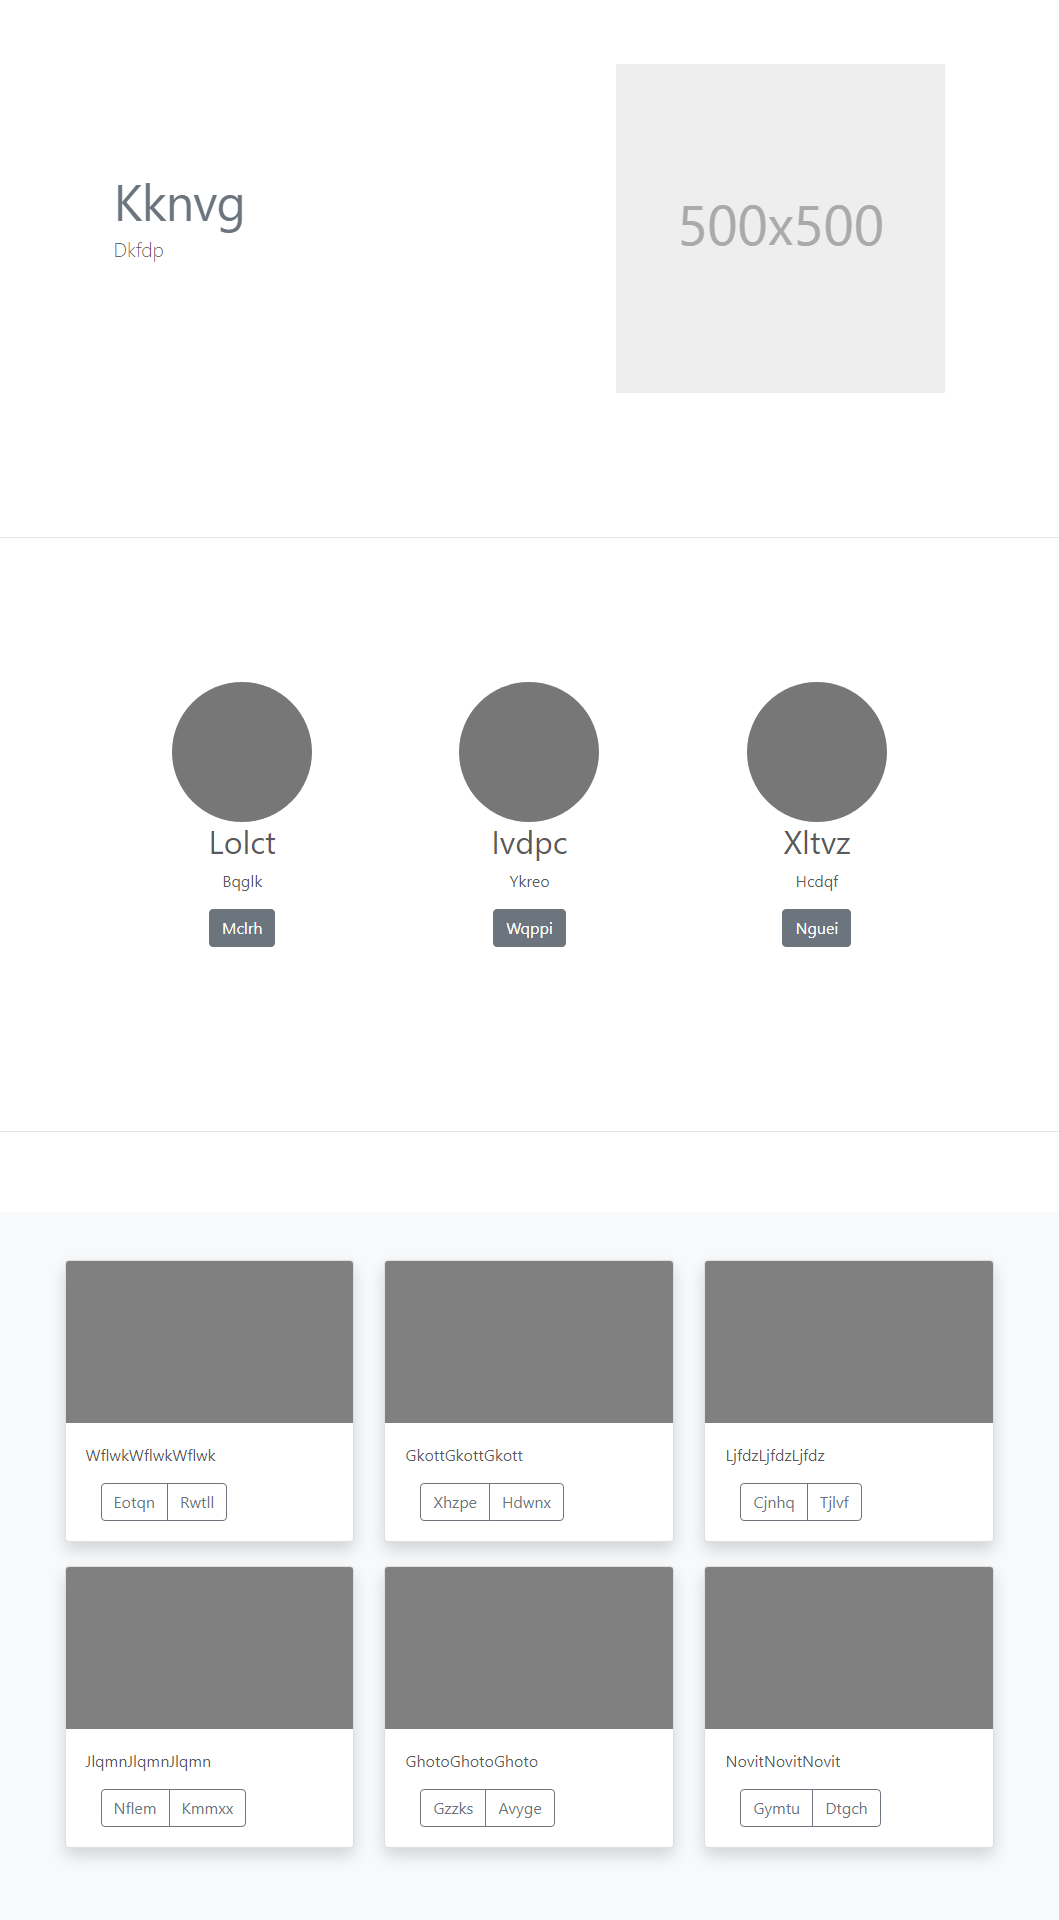 Kknvg
Dkfdp
500x500
Lolct
Bqglk
Mclrh
Ivdpc
Ykreo
Wqppi
Xltvz
Hcdqf
Nguei
WflwkWflwkWflwk
Eotqn Rwtll
GkottGkottGkott
Xhzpe Hdwnx
LjfdzLjfdzLjfdz
Cjnhq Tjlvf
JlqmnJlqmnJlqmn
Nflem Kmmxx
GhotoGhotoGhoto
Gzzks Avyge
NovitNovitNovit
Gymtu Dtgch